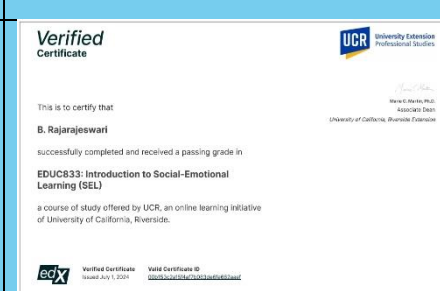 Verified
Certificate
UCR
University Extension
Professional Studies
This is to certify that
B. Rajarajeswari
successfully completed and received a passing grade in
EDUC833: Introduction to Social-Emotional
Learning (SEL)
a course of study offered by UCR, an online learning initiative
of University of California, Riverside.
Associate Dean
University of California, Riverside Extension
edX
Verified Certificate
Issued July 1, 2024
Valid Certificate ID